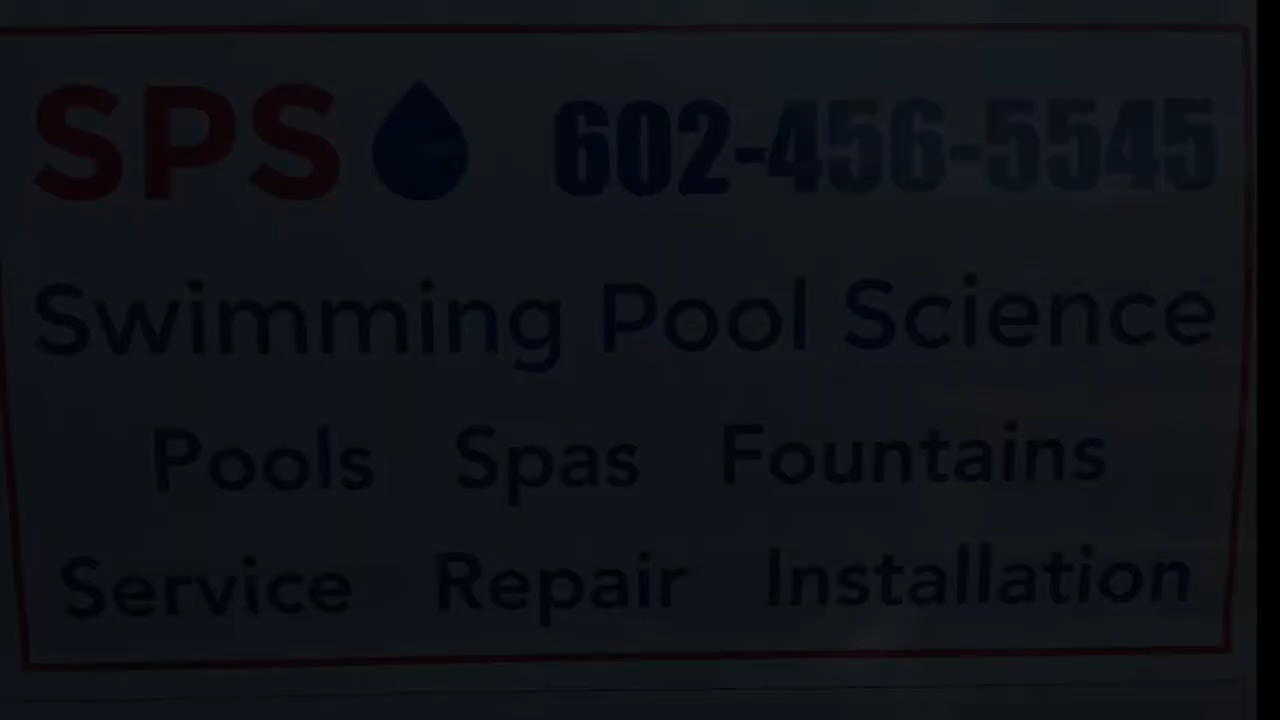 SPS 602-456-5545
Swimming Pool Science
Pools Spas Fountains
Service Repair Installation